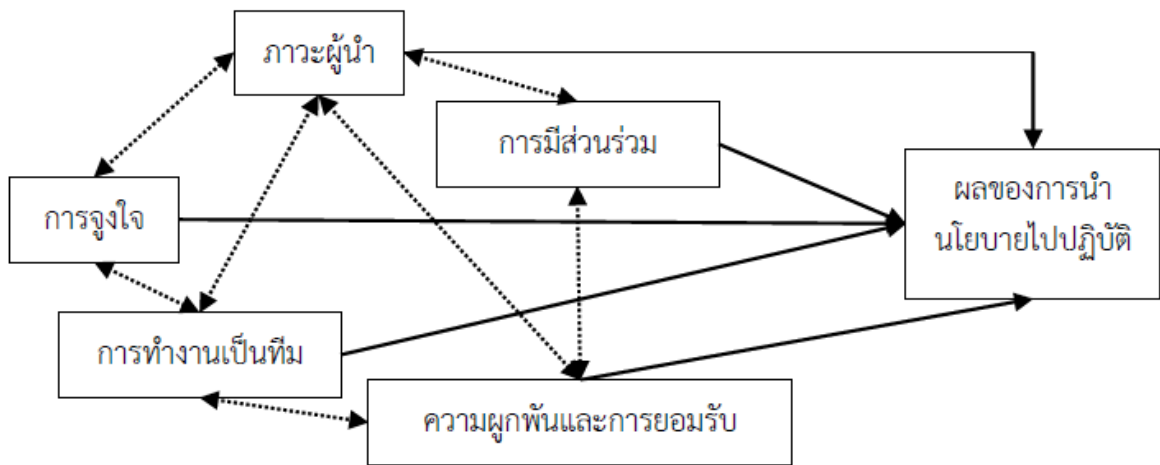 ภาวะผู้นำ
การมีส่วนร่วม
ผลของการนำ
นโยบายไปปฏิบัติ
การจูงใจ
การทำงานเป็นทีม
ความผูกพันและการยอมรับ